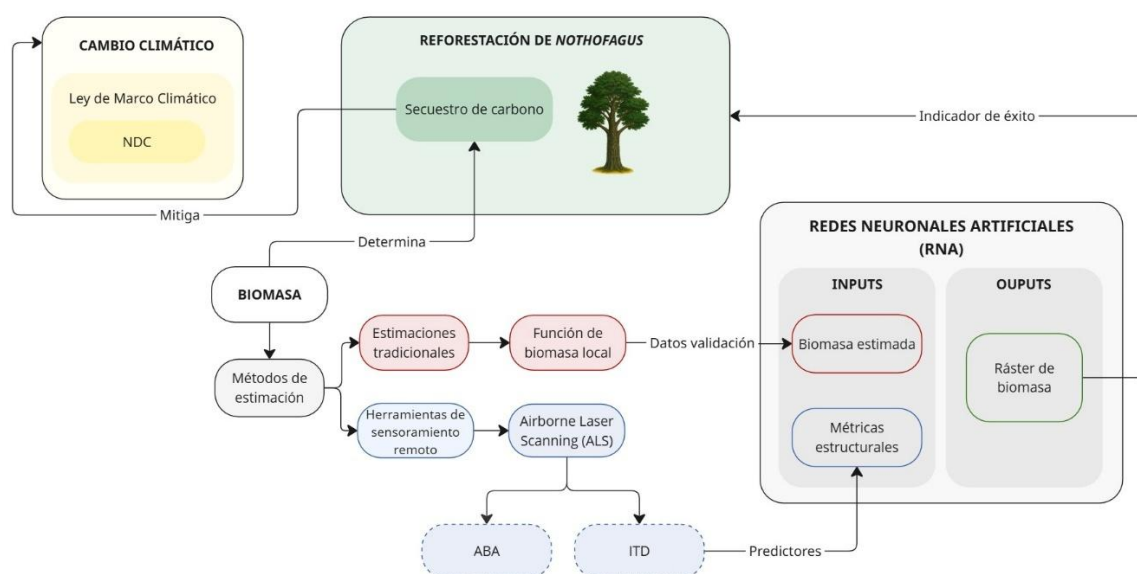 CAMBIO CLIMÁTICO
Ley de Marco Climático
NDC
REFORESTACIÓN DE NOTHOFAGUS
Secuestro de carbono
Indicador de éxito
Mitiga
Determina
BIOMASA
Métodos de
estimación
Estimaciones
tradicionales
Función de
biomasa local
Datos validación
Herramientas de
sensoramiento
remoto
Airborne Laser
Scanning (ALS)
ABA
ITD
Predictores
REDES NEURONALES ARTIFICIALES
(RNA)
INPUTS
Biomasa estimada
Métricas
estructurales
OUPUTS
Ráster de
biomasa